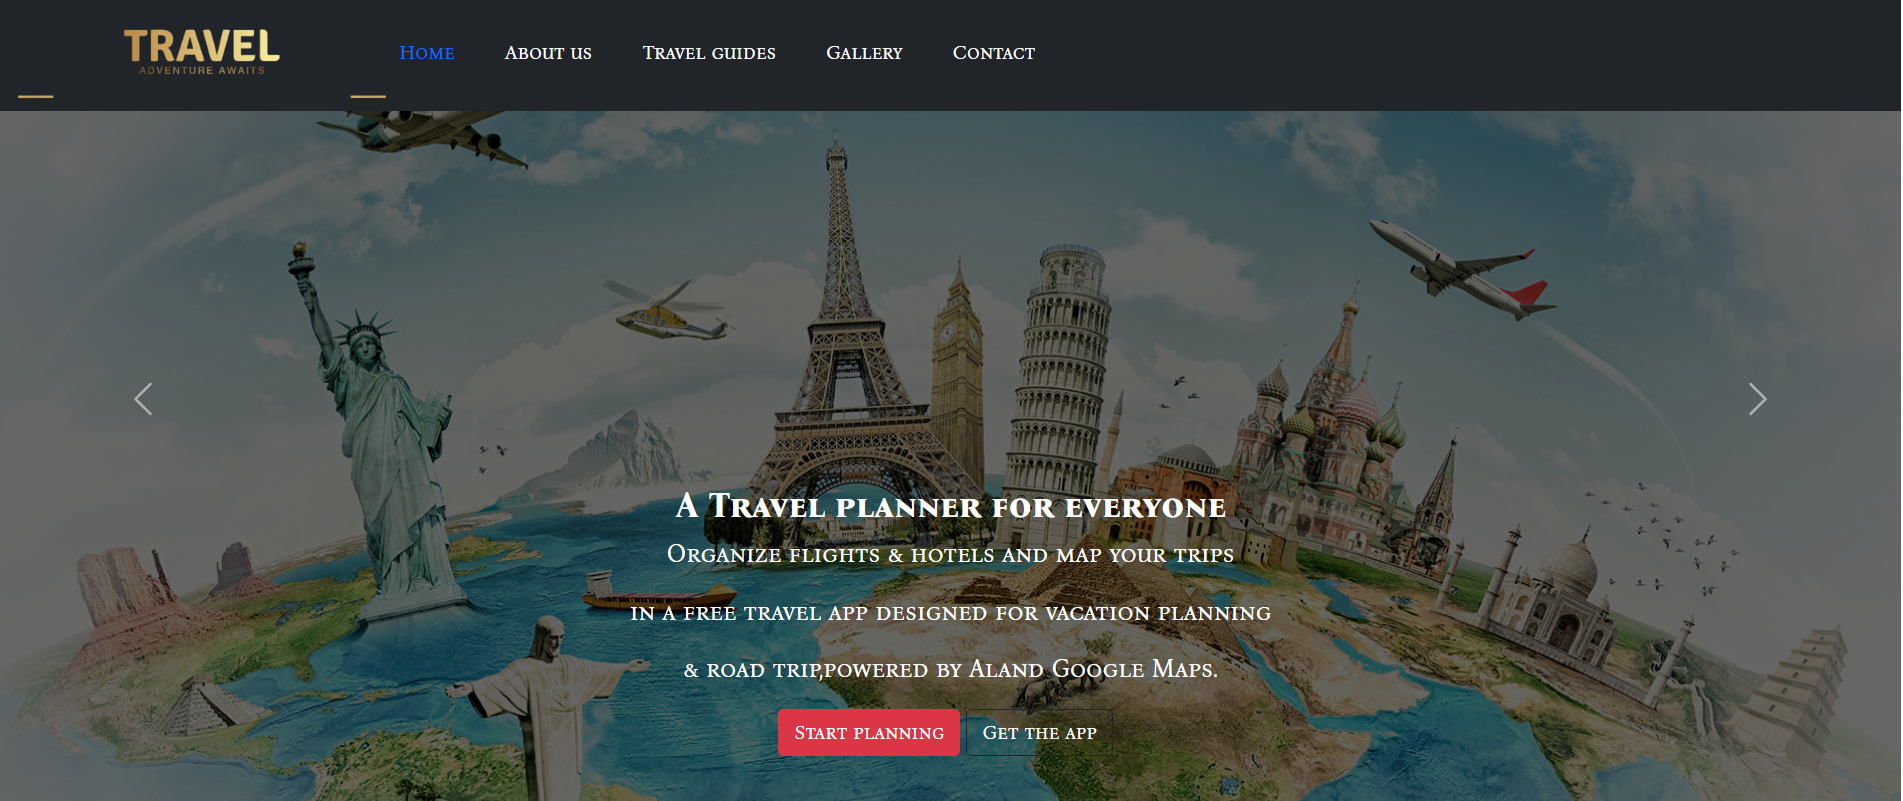 TRAVEL
ADVENTURE AWAITS
Home About us Travel guides Gallery Contact
A Travel planner for everyone
Organize flights & hotels and map your trips
in a free travel app designed for vacation planning
& road trip,powered by Aland Google Maps.
Start planning Get the app